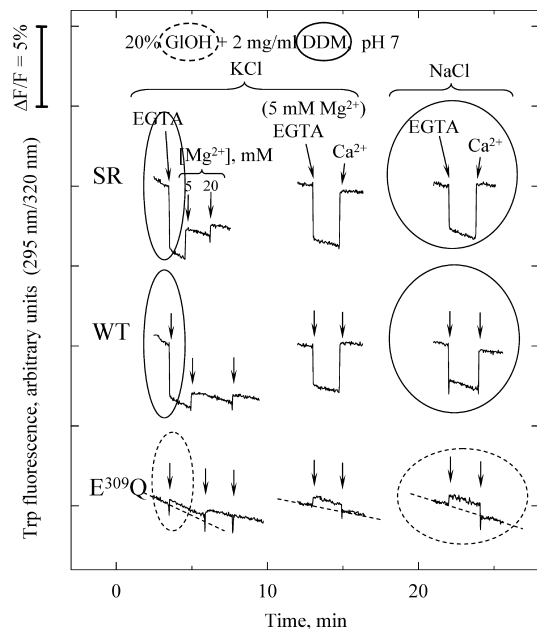 ΔF/F = 5%
20% GlOH + 2 mg/ml DDM, pH 7
KCl
NaCl
(5 mM Mg²⁺)
EGTA
[Mg²⁺], mM
5 20
EGTA
Ca²⁺
EGTA
Ca²⁺
SR
WT
E³⁰⁹Q
Trp fluorescence, arbitrary units (295 nm/320 nm)
0 10 20
Time, min